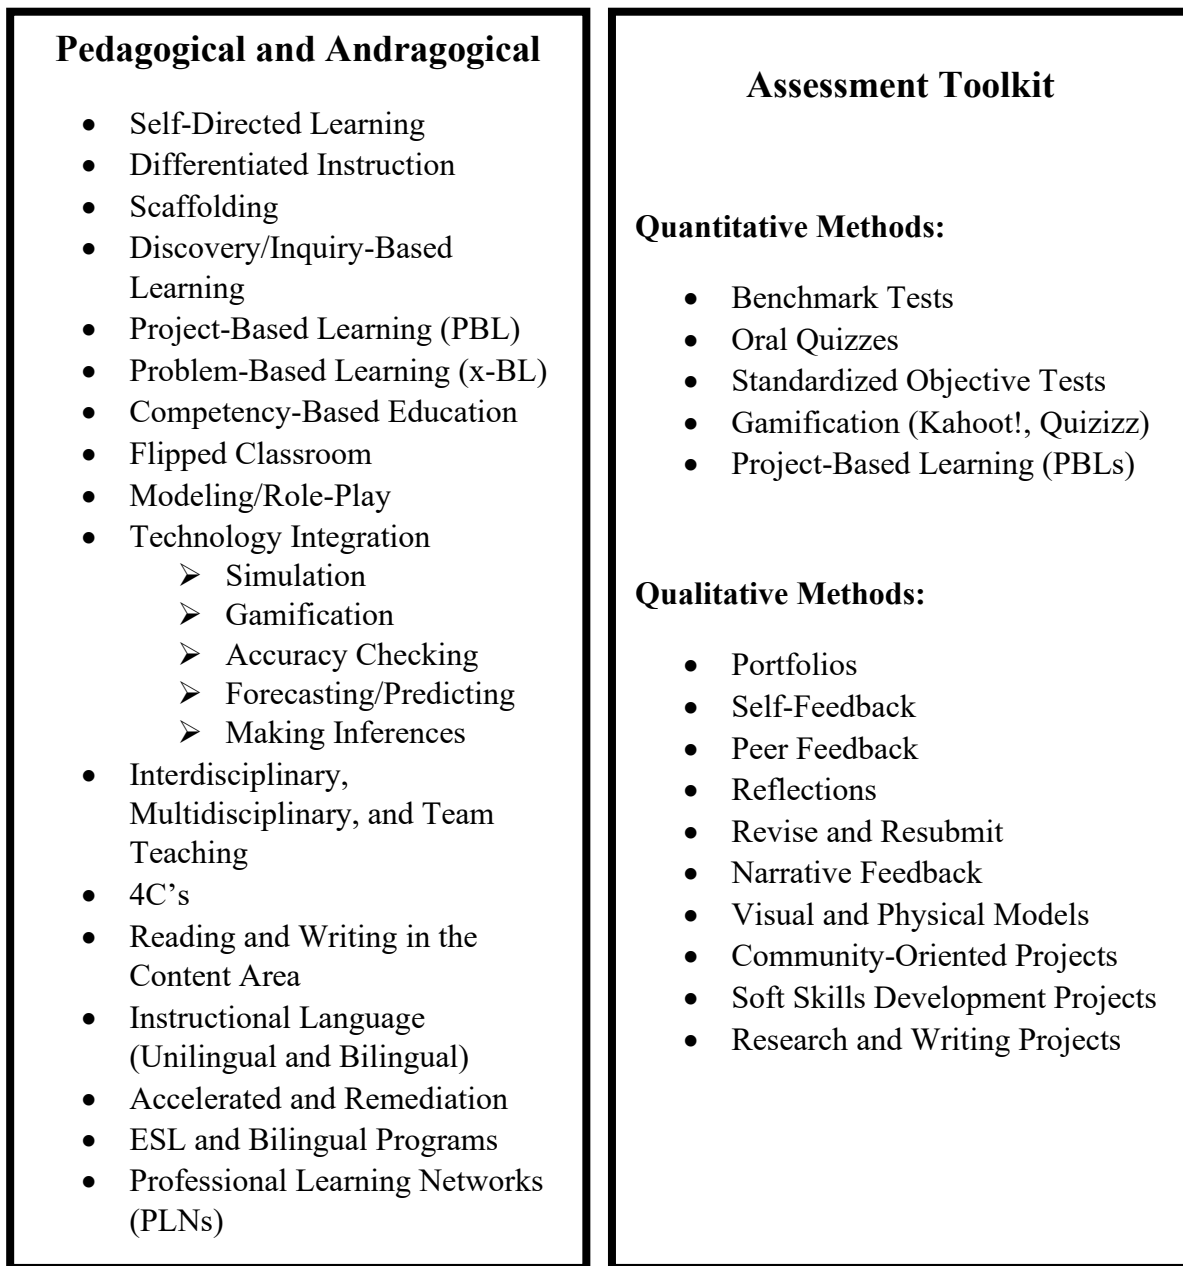 Pedagogical and Andragogical
• Self-Directed Learning
• Differentiated Instruction
• Scaffolding
• Discovery/Inquiry-Based
Learning
• Project-Based Learning (PBL)
• Problem-Based Learning (x-BL)
• Competency-Based Education
• Flipped Classroom
• Modeling/Role-Play
• Technology Integration
➢ Simulation
➢ Gamification
➢ Accuracy Checking
➢ Forecasting/Predicting
➢ Making Inferences
• Interdisciplinary,
Multidisciplinary, and Team
Teaching
• 4C’s
• Reading and Writing in the
Content Area
• Instructional Language
(Unilingual and Bilingual)
• Accelerated and Remediation
• ESL and Bilingual Programs
• Professional Learning Networks
(PLNs)
Assessment Toolkit
Quantitative Methods:
• Benchmark Tests
• Oral Quizzes
• Standardized Objective Tests
• Gamification (Kahoot!, Quizizz)
• Project-Based Learning (PBLs)
Qualitative Methods:
• Portfolios
• Self-Feedback
• Peer Feedback
• Reflections
• Revise and Resubmit
• Narrative Feedback
• Visual and Physical Models
• Community-Oriented Projects
• Soft Skills Development Projects
• Research and Writing Projects